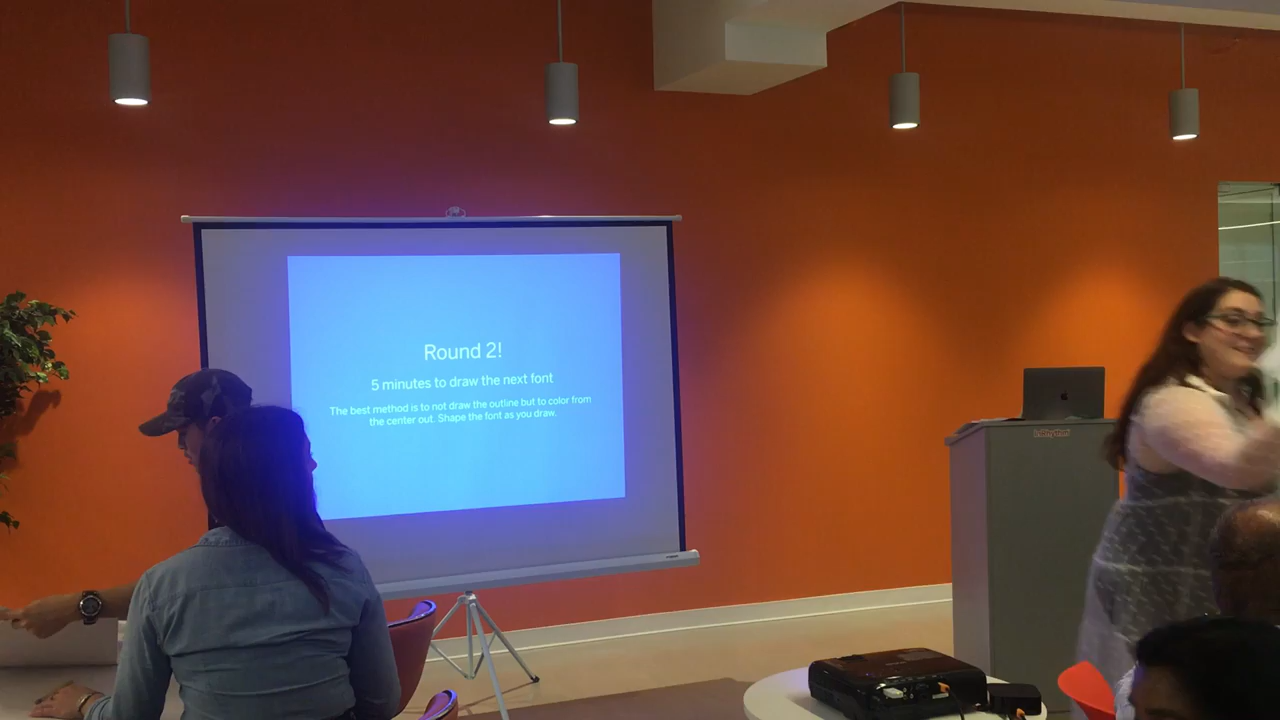 Round 2!
5 minutes to draw the next font
The best method is to not draw the outline but to color from
the center out. Shape the font as you draw.